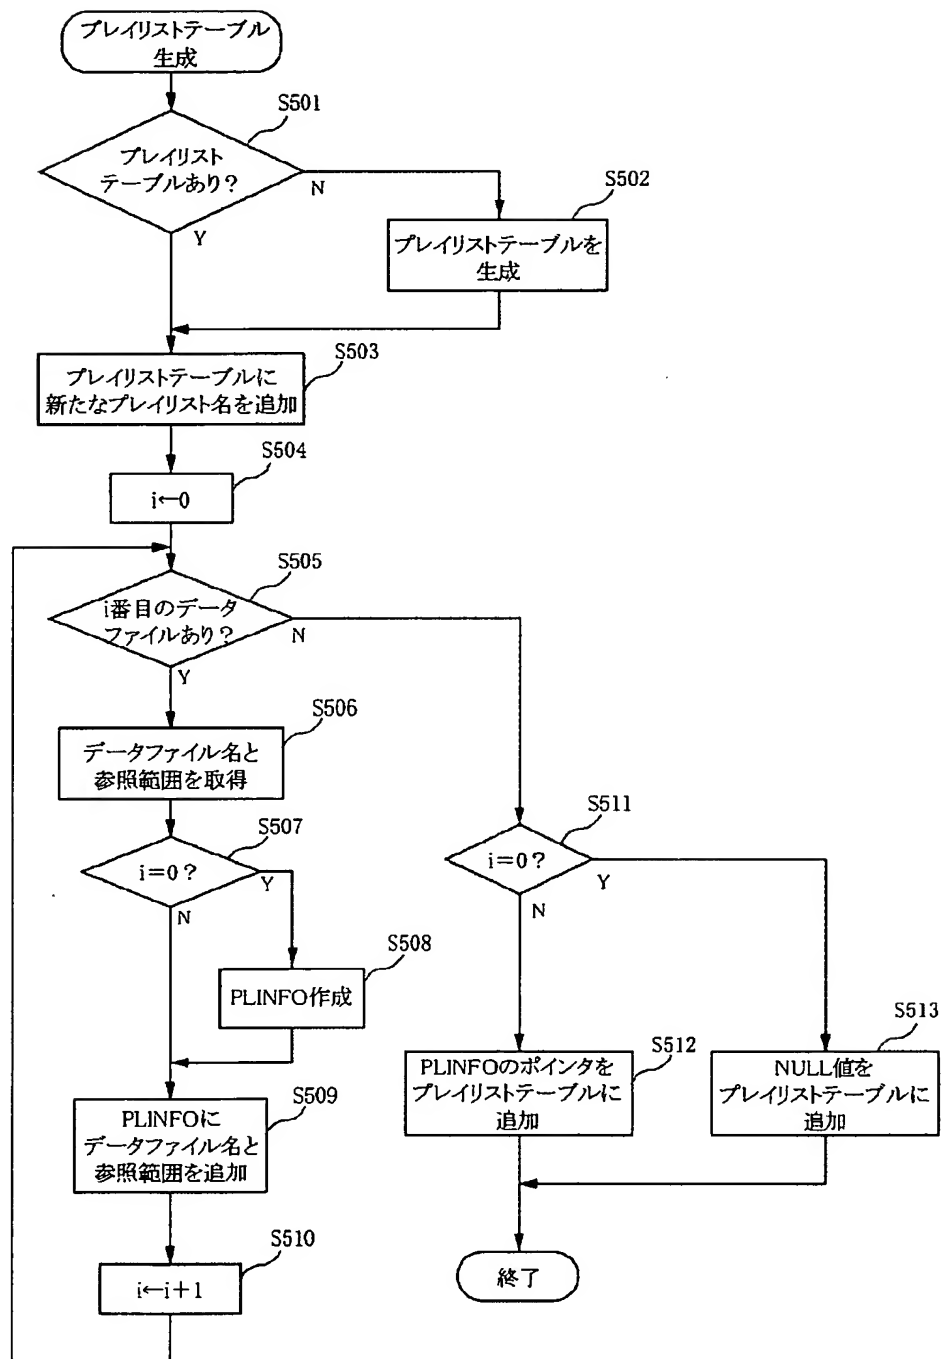 プレイリストテーブル
生成
S501
プレイリスト
テーブルあり?
N
Y
S502
プレイリストテーブルを
生成
S503
プレイリストテーブルに
新たなプレイリスト名を追加
S504
i←0
S505
i番目のデータ
ファイルあり?
N
Y
S506
データファイル名と
参照範囲を取得
S507
i=0?
Y
N
S508
PLINFO作成
S509
PLINFOに
データファイル名と
参照範囲を追加
S510
i←i+1
S511
i=0?
Y
N
S512
PLINFOのポインタを
プレイリストテーブルに
追加
S513
NULL値を
プレイリストテーブルに
追加
終了